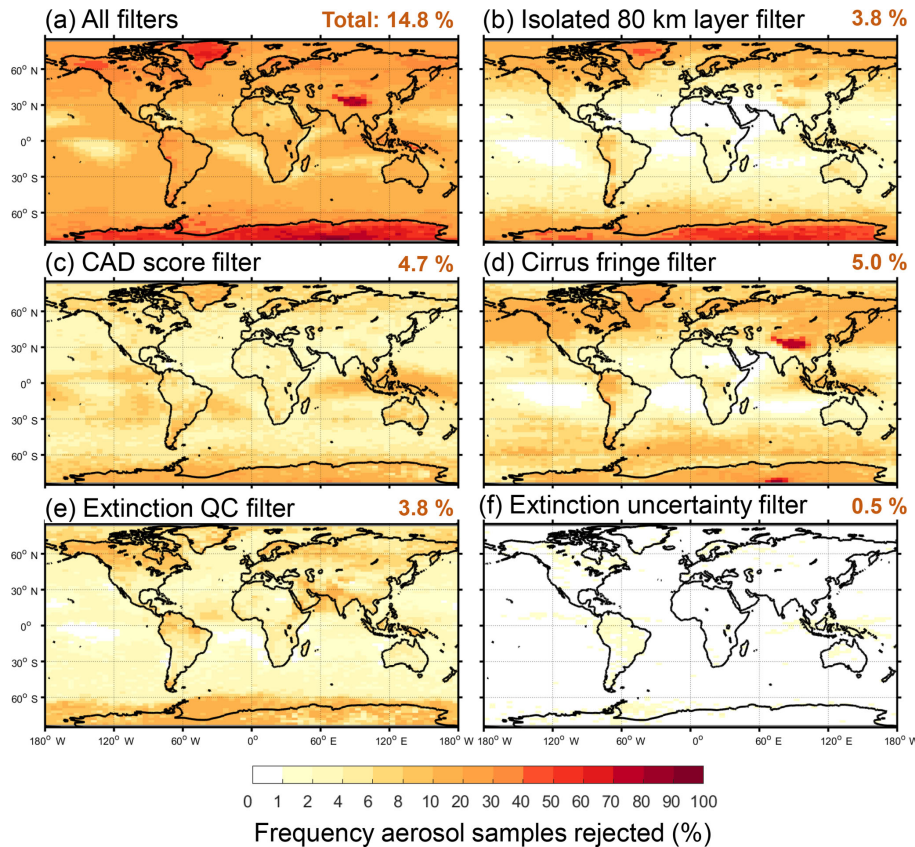 (a) All filters Total: 14.8 %
(b) Isolated 80 km layer filter 3.8 %
60° N
30° N
0°
30° S
60° S
(c) CAD score filter 4.7 %
(d) Cirrus fringe filter 5.0 %
60° N
30° N
0°
30° S
60° S
(e) Extinction QC filter 3.8 %
(f) Extinction uncertainty filter 0.5 %
60° N
30° N
0°
30° S
60° S
180° W 120° W 60° W 0° 60° E 120° E 180° W 120° W 60° W 0° 60° E 120° E 180° W
0 1 2 4 6 8 10 20 30 40 50 60 70 80 90 100
Frequency aerosol samples rejected (%)